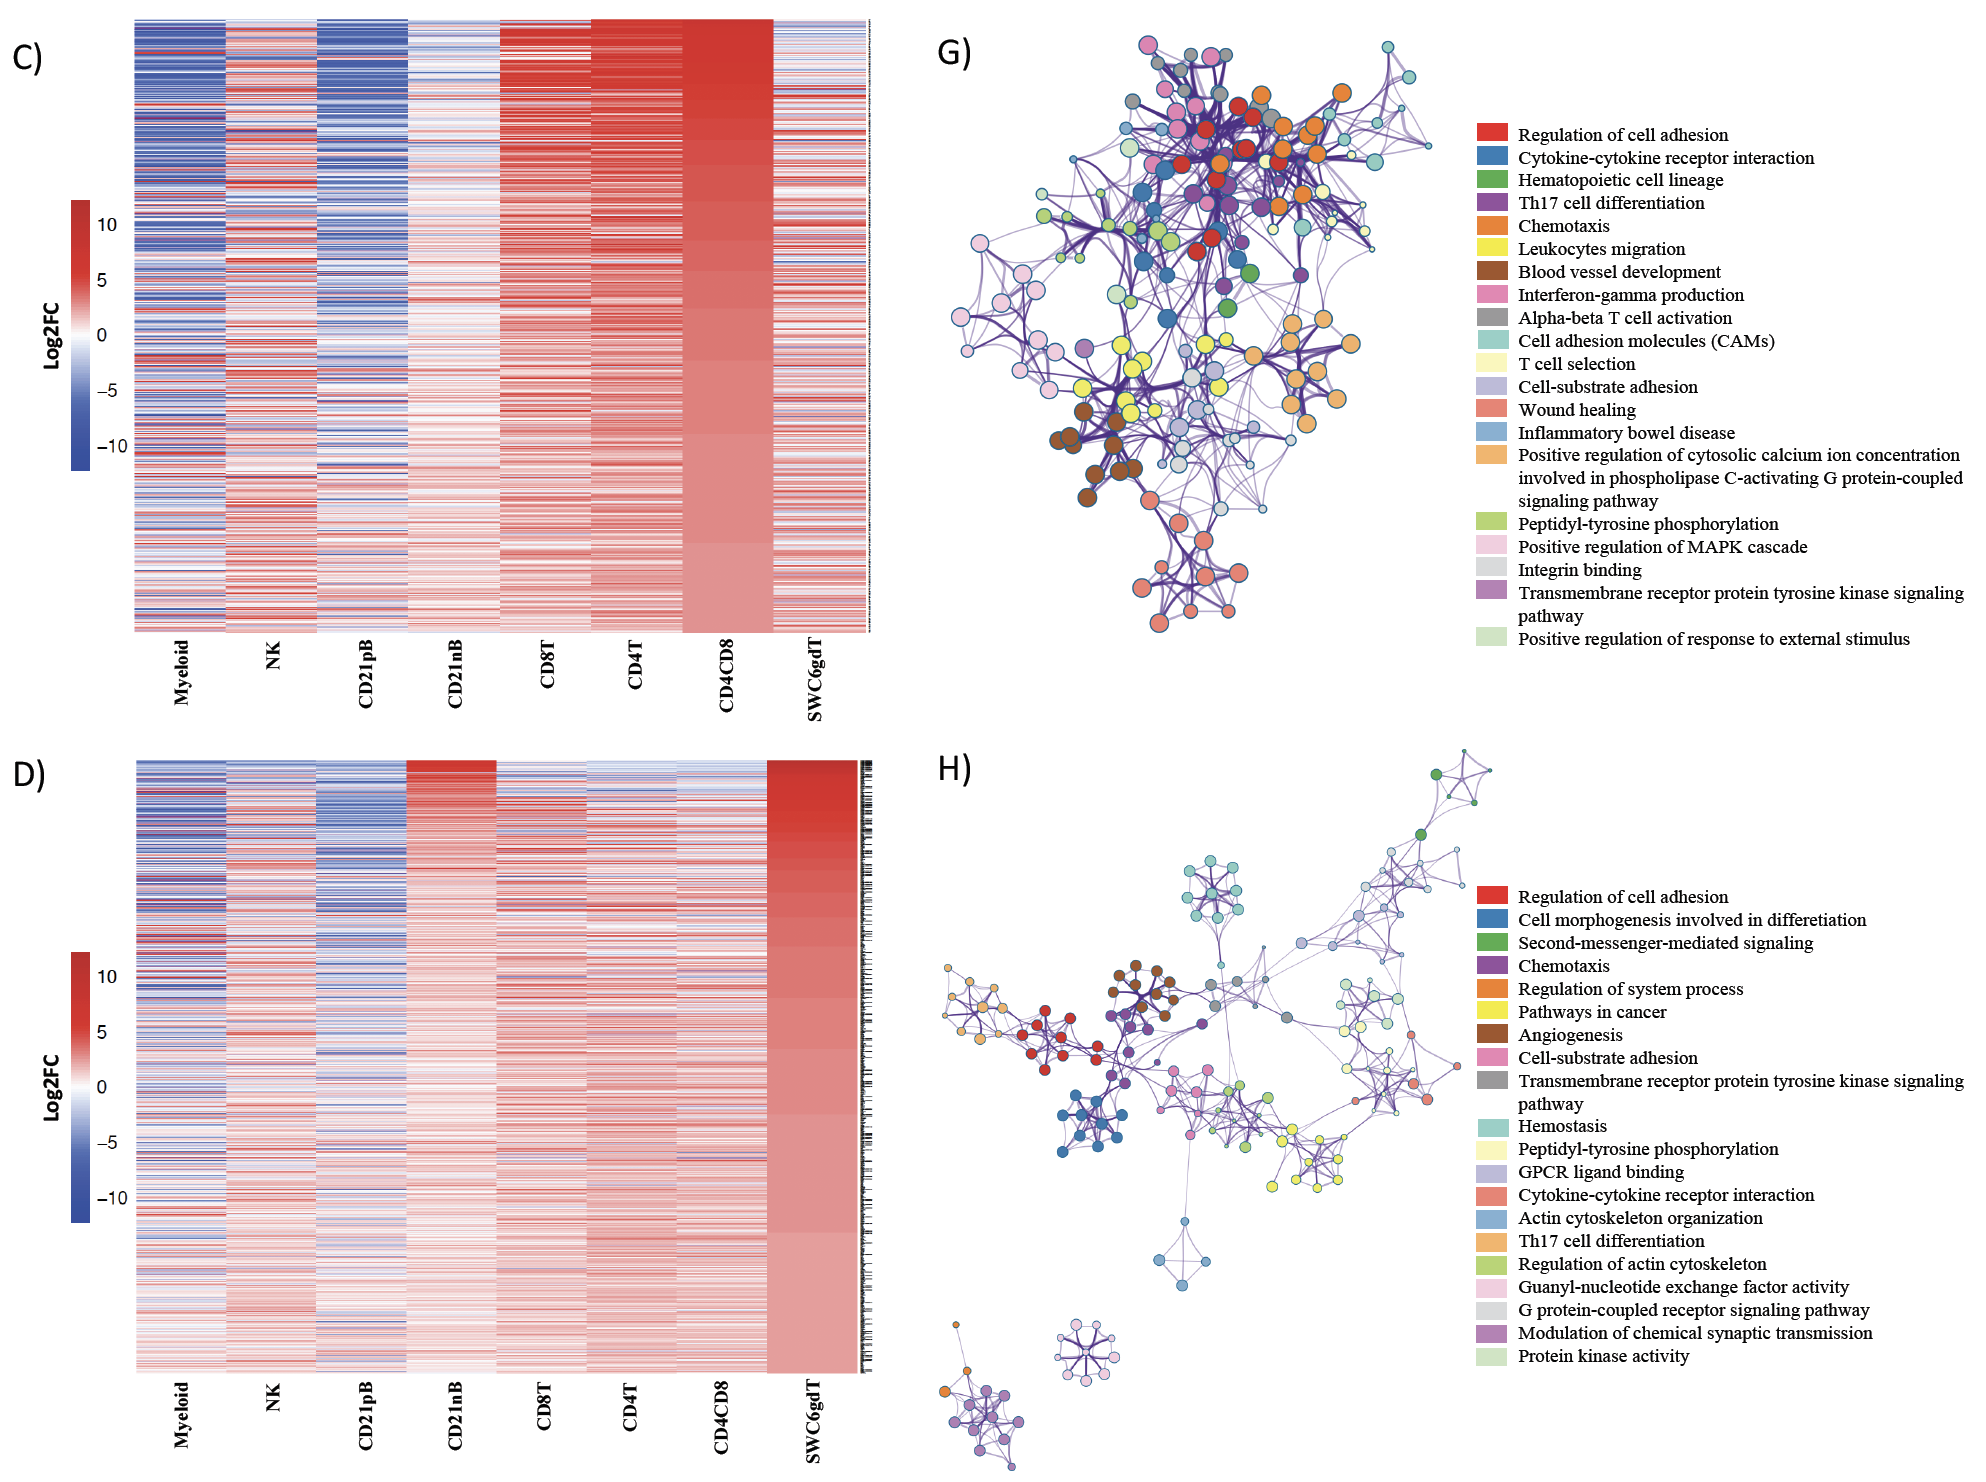 C)
Log2FC
10
5
0
−5
−10
Myeloid
NK
CD21pB
CD21nB
CD8T
CD4T
CD4CD8
SWC6gdT
G)
Regulation of cell adhesion
Cytokine-cytokine receptor interaction
Hematopoietic cell lineage
Th17 cell differentiation
Chemotaxis
Leukocytes migration
Blood vessel development
Interferon-gamma production
Alpha-beta T cell activation
Cell adhesion molecules (CAMs)
T cell selection
Cell-substrate adhesion
Wound healing
Inflammatory bowel disease
Positive regulation of cytosolic calcium ion concentration
involved in phospholipase C-activating G protein-coupled
signaling pathway
Peptidyl-tyrosine phosphorylation
Positive regulation of MAPK cascade
Integrin binding
Transmembrane receptor protein tyrosine kinase signaling
pathway
Positive regulation of response to external stimulus
D)
Log2FC
10
5
0
−5
−10
Myeloid
NK
CD21pB
CD21nB
CD8T
CD4T
CD4CD8
SWC6gdT
H)
Regulation of cell adhesion
Cell morphogenesis involved in differetiation
Second-messenger-mediated signaling
Chemotaxis
Regulation of system process
Pathways in cancer
Angiogenesis
Cell-substrate adhesion
Transmembrane receptor protein tyrosine kinase signaling
pathway
Hemostasis
Peptidyl-tyrosine phosphorylation
GPCR ligand binding
Cytokine-cytokine receptor interaction
Actin cytoskeleton organization
Th17 cell differentiation
Regulation of actin cytoskeleton
Guanyl-nucleotide exchange factor activity
G protein-coupled receptor signaling pathway
Modulation of chemical synaptic transmission
Protein kinase activity